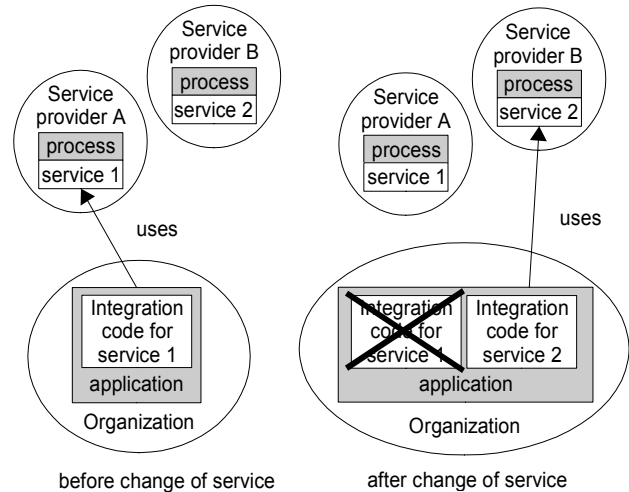 Service
provider B
process
service 2
Service
provider A
process
service 1
uses
Integration
code for
service 1
application
Organization
before change of service
Service
provider B
process
service 2
Service
provider A
process
service 1
uses
Integration
code for
service 1
Integration
code for
service 2
application
Organization
after change of service